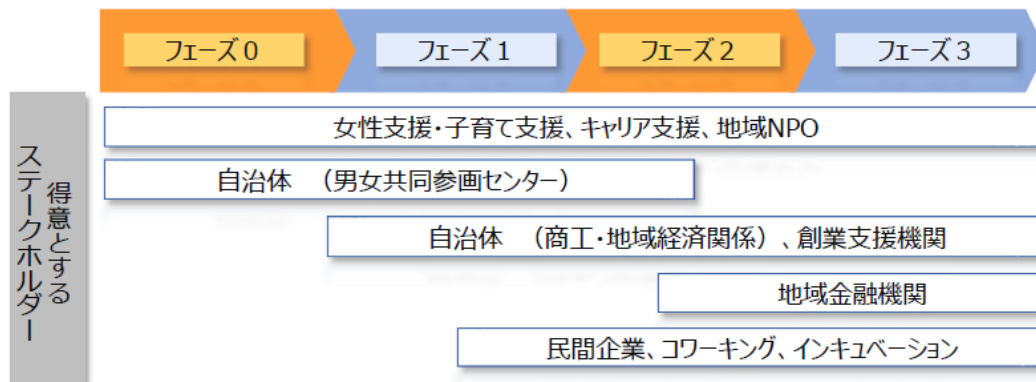 フェーズ0
フェーズ1
フェーズ2
フェーズ3
得意とする
ステークホルダー
女性支援・子育て支援、キャリア支援、地域NPO
自治体　（男女共同参画センター）
自治体　（商工・地域経済関係）、創業支援機関
地域金融機関
民間企業、コワーキング、インキュベーション